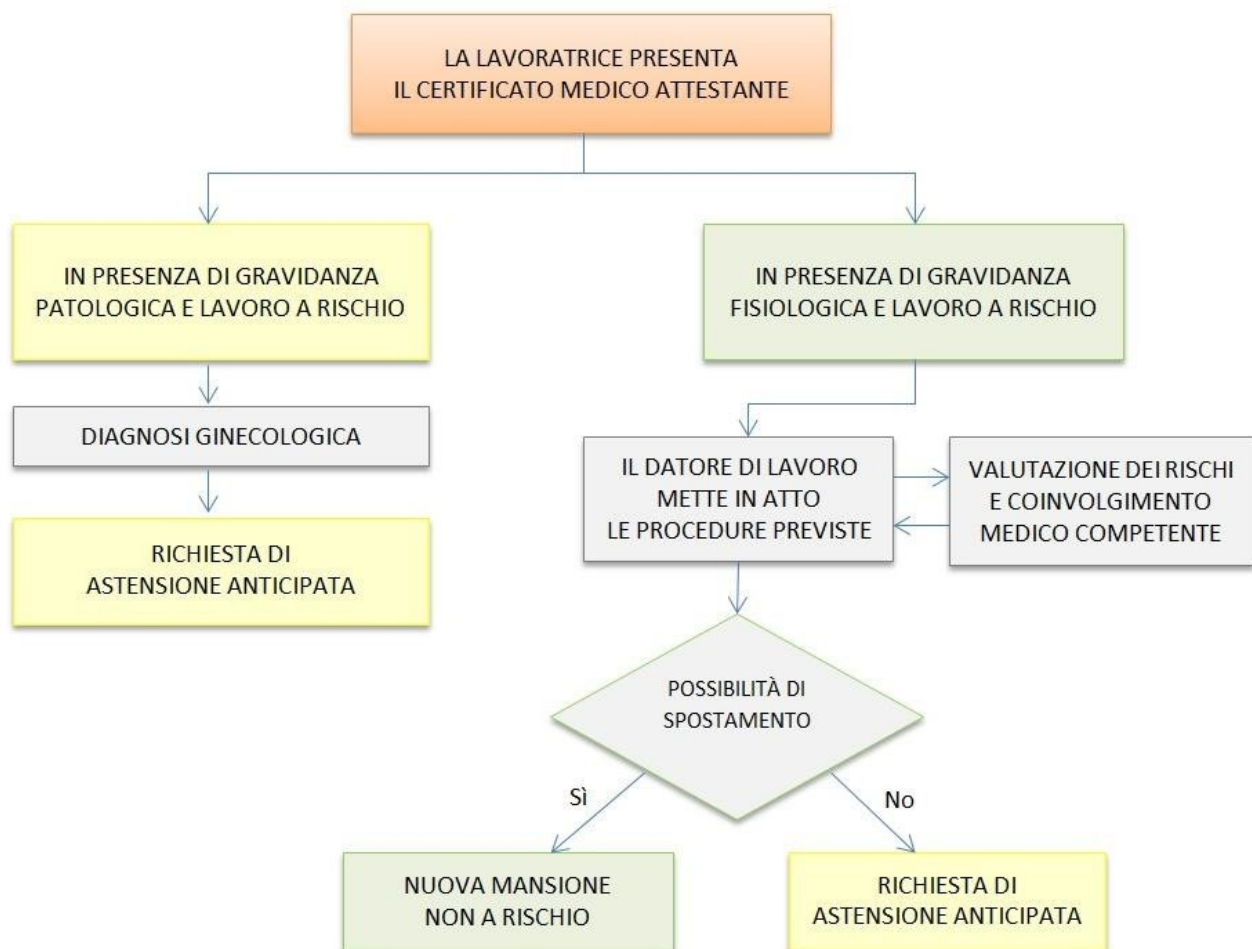 LA LAVORATRICE PRESENTA
IL CERTIFICATO MEDICO ATTESTANTE
IN PRESENZA DI GRAVIDANZA
PATOLOGICA E LAVORO A RISCHIO
IN PRESENZA DI GRAVIDANZA
FISIOLOGICA E LAVORO A RISCHIO
DIAGNOSI GINECOLOGICA
RICHIESTA DI
ASTENSIONE ANTICIPATA
IL DATORE DI LAVORO
METTE IN ATTO
LE PROCEDURE PREVISTE
VALUTAZIONE DEI RISCHI
E COINVOLGIMENTO
MEDICO COMPETENTE
POSSIBILITÀ DI
SPOSTAMENTO
Sì
No
NUOVA MANSIONE
NON A RISCHIO
RICHIESTA DI
ASTENSIONE ANTICIPATA